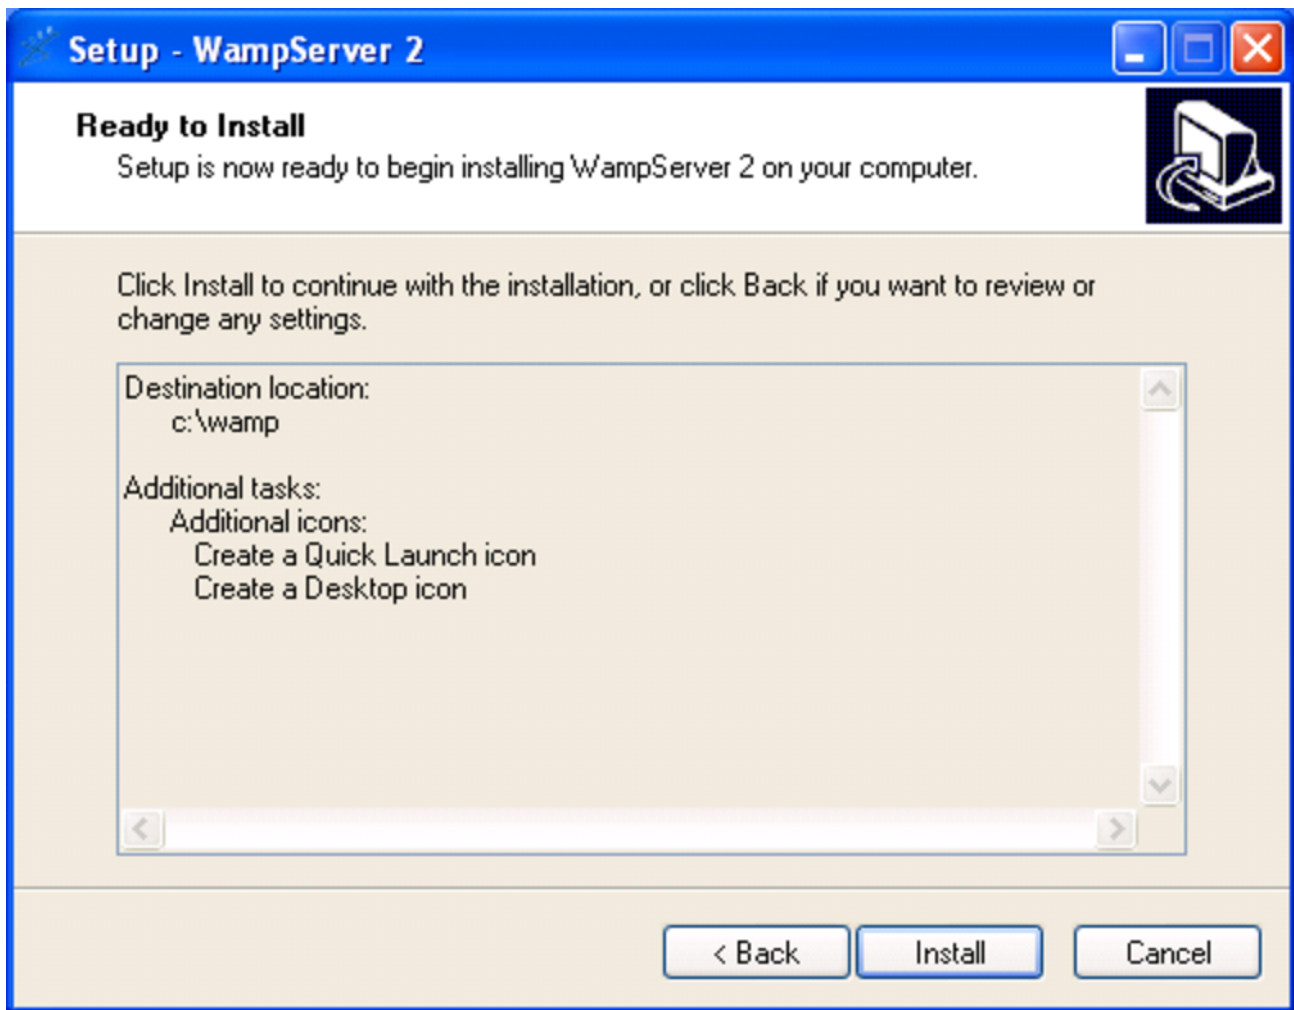 Setup - WampServer 2
Ready to Install
Setup is now ready to begin installing WampServer 2 on your computer.
Click Install to continue with the installation, or click Back if you want to review or
change any settings.
Destination location:
c:\wamp
Additional tasks:
Additional icons:
Create a Quick Launch icon
Create a Desktop icon
< Back
Install
Cancel